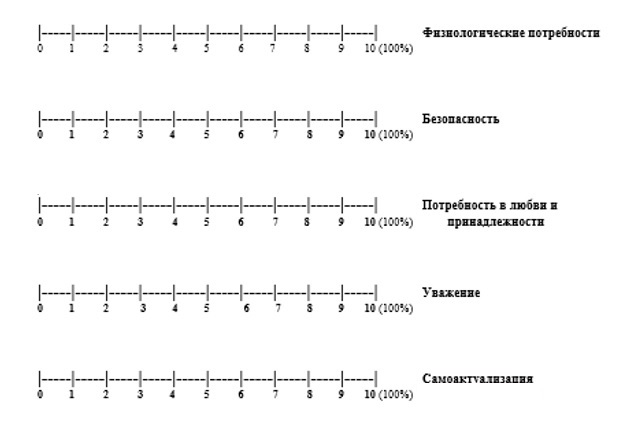 |-----|-----|-----|-----|-----|-----|-----|-----|-----|-----| Физиологические потребности
0 1 2 3 4 5 6 7 8 9 10 (100%)
|-----|-----|-----|-----|-----|-----|-----|-----|-----|-----| Безопасность
0 1 2 3 4 5 6 7 8 9 10 (100%)
|-----|-----|-----|-----|-----|-----|-----|-----|-----|-----| Потребность в любви и
0 1 2 3 4 5 6 7 8 9 10 (100%) принадлежности
|-----|-----|-----|-----|-----|-----|-----|-----|-----|-----| Уважение
0 1 2 3 4 5 6 7 8 9 10 (100%)
|-----|-----|-----|-----|-----|-----|-----|-----|-----|-----| Самоактуализация
0 1 2 3 4 5 6 7 8 9 10 (100%)